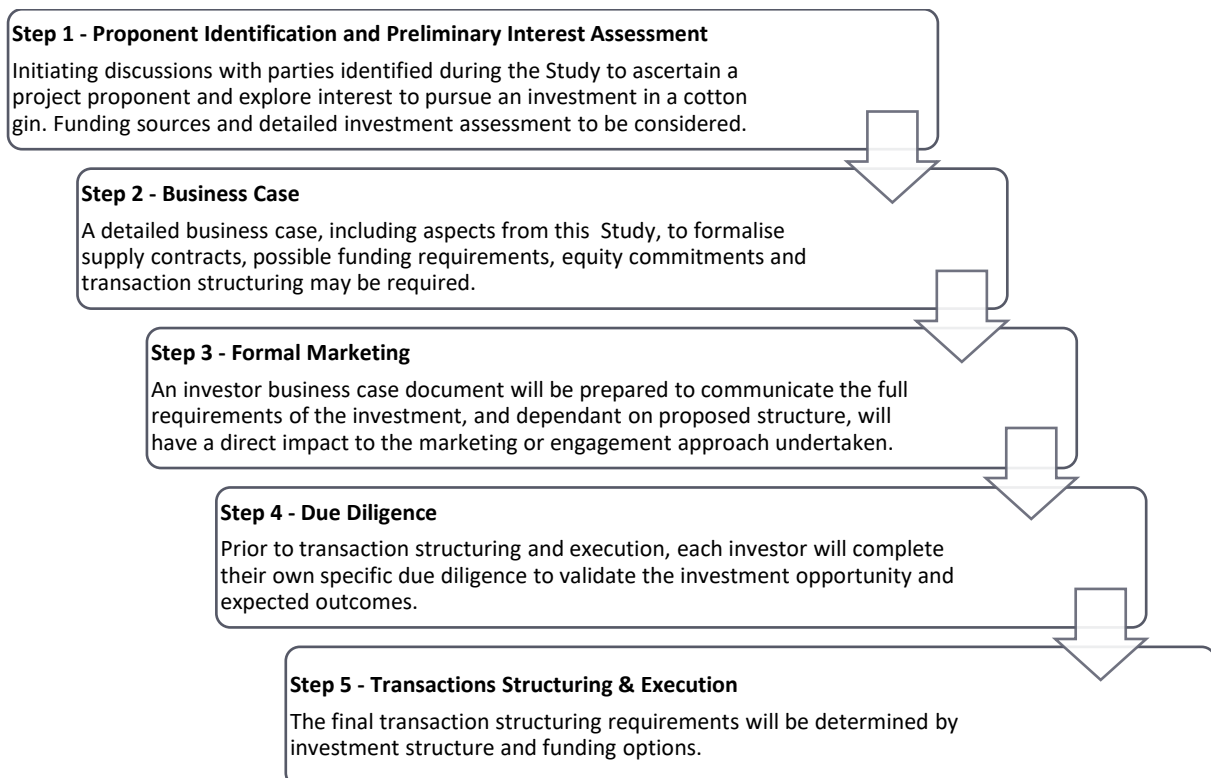 Step 1 - Proponent Identification and Preliminary Interest Assessment
Initiating discussions with parties identified during the Study to ascertain a
project proponent and explore interest to pursue an investment in a cotton
gin. Funding sources and detailed investment assessment to be considered.
Step 2 - Business Case
A detailed business case, including aspects from this  Study, to formalise
supply contracts, possible funding requirements, equity commitments and
transaction structuring may be required.
Step 3 - Formal Marketing
An investor business case document will be prepared to communicate the full
requirements of the investment, and dependant on proposed structure, will
have a direct impact to the marketing or engagement approach undertaken.
Step 4 - Due Diligence
Prior to transaction structuring and execution, each investor will complete
their own specific due diligence to validate the investment opportunity and
expected outcomes.
Step 5 - Transactions Structuring & Execution
The final transaction structuring requirements will be determined by
investment structure and funding options.